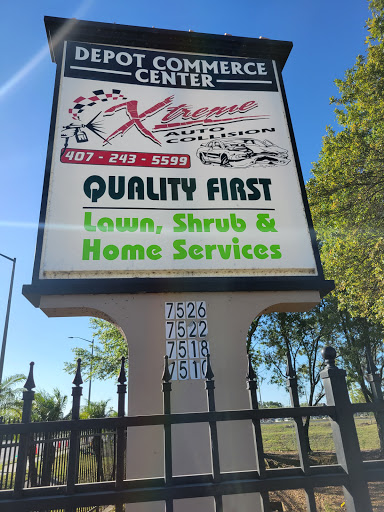 DEPOT COMMERCE
CENTER
Xtreme
AUTO
COLLISION
407-243-5599
QUALITY FIRST
Lawn, Shrub &
Home Services
7526
7522
7518
7510